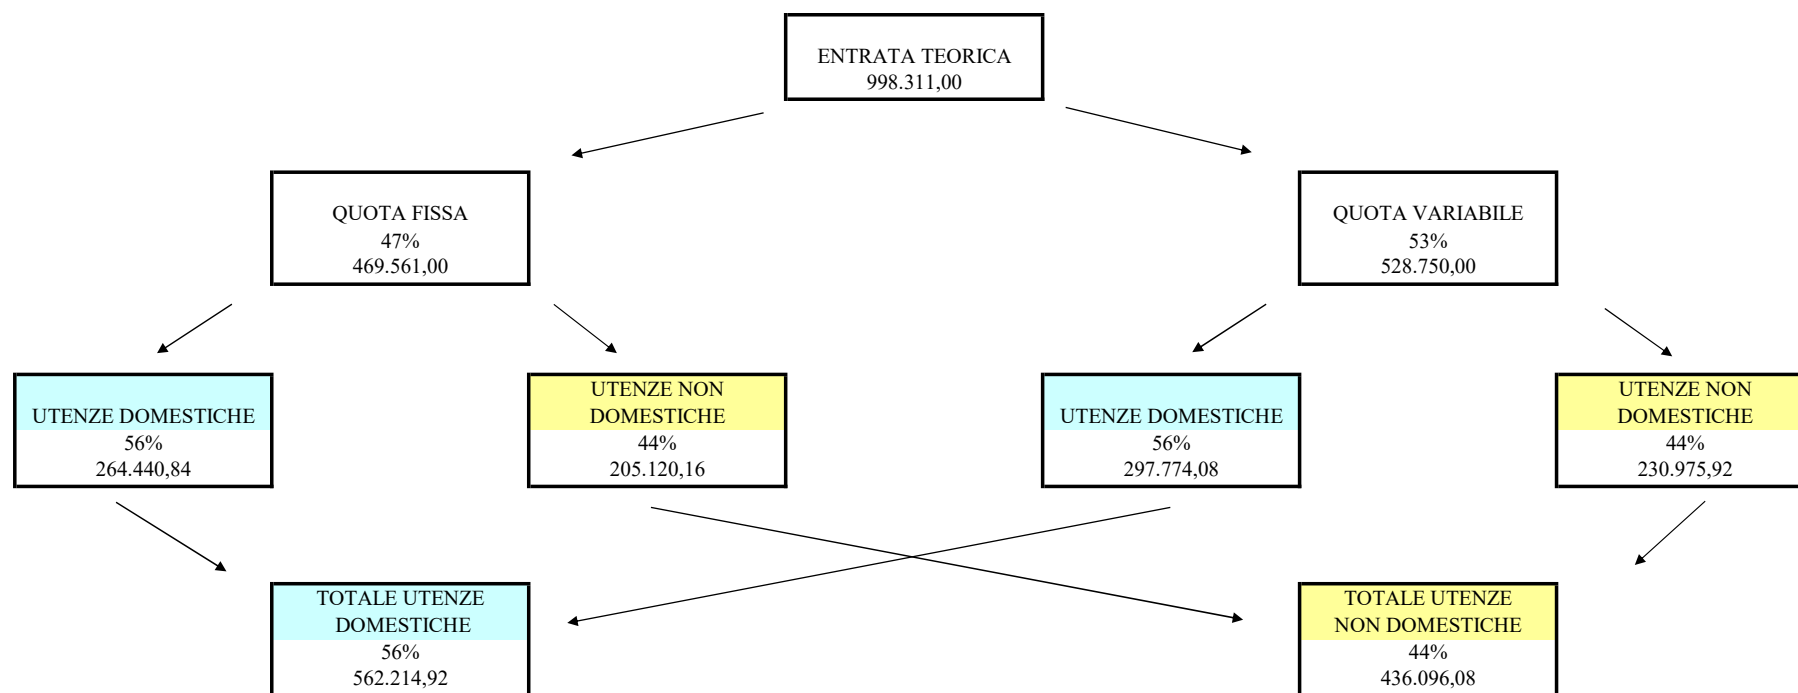 ENTRATA TEORICA
998.311,00
QUOTA FISSA
47%
469.561,00
QUOTA VARIABILE
53%
528.750,00
UTENZE DOMESTICHE
56%
264.440,84
UTENZE NON
DOMESTICHE
44%
205.120,16
UTENZE DOMESTICHE
56%
297.774,08
UTENZE NON
DOMESTICHE
44%
230.975,92
TOTALE UTENZE
DOMESTICHE
56%
562.214,92
TOTALE UTENZE
NON DOMESTICHE
44%
436.096,08